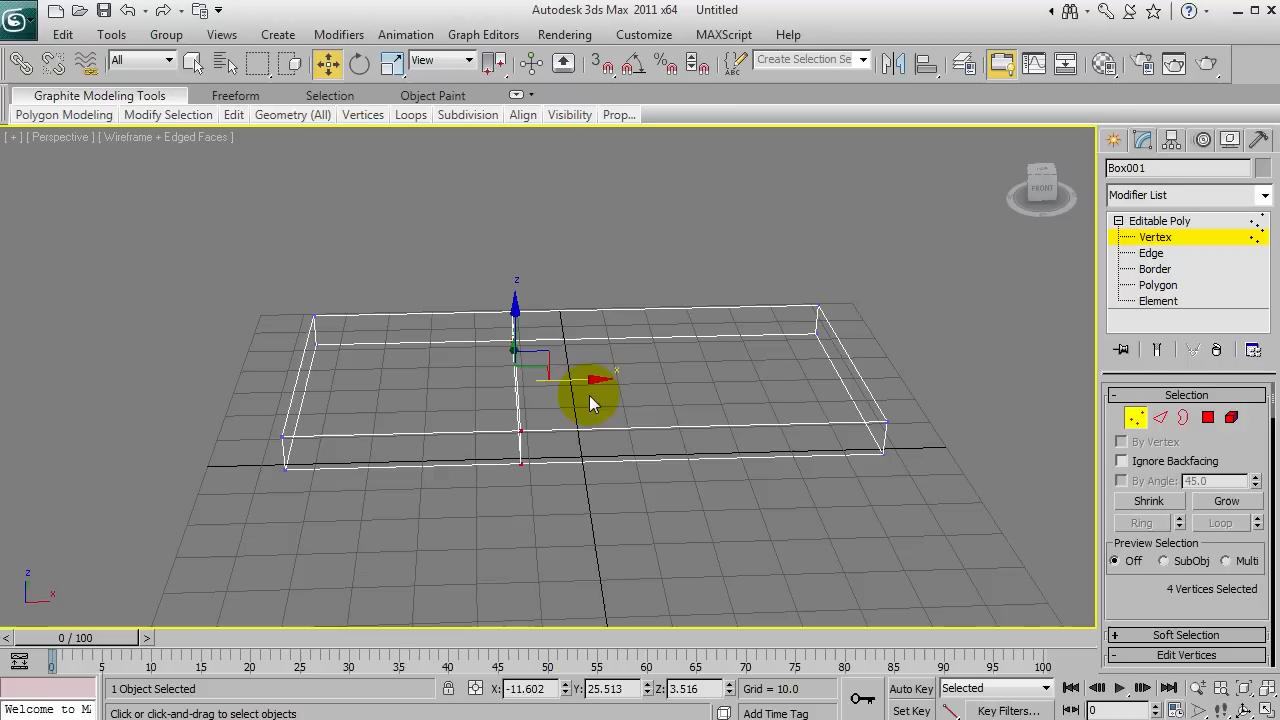 Autodesk 3ds Max 2011 x64 Untitled
Edit Tools Group Views Create Modifiers Animation Graph Editors Rendering Customize MAXScript Help
All View 3 Create Selection Se
Graphite Modeling Tools Freeform Selection Object Paint
Polygon Modeling Modify Selection Edit Geometry (All) Vertices Loops Subdivision Align Visibility Prop...
[ + ] [ Perspective ] [ Wireframe + Edged Faces ]
FRONT
Box001
Modifier List
Editable Poly
Vertex
Edge
Border
Polygon
Element
z
x
- Selection
By Vertex
Ignore Backfacing
By Angle: 45.0
Shrink Grow
Ring Loop
Preview Selection
Off SubObj Multi
4 Vertices Selected
z
x
+ Soft Selection
- Edit Vertices
< 0 / 100 >
0 5 10 15 20 25 30 35 40 45 50 55 60 65 70 75 80 85 90 95 100
1 Object Selected X: -11.602 Y: 25.513 Z: 3.516 Grid = 10.0 Auto Key Selected
Welcome to M Click or click-and-drag to select objects Add Time Tag Set Key Key Filters... 0